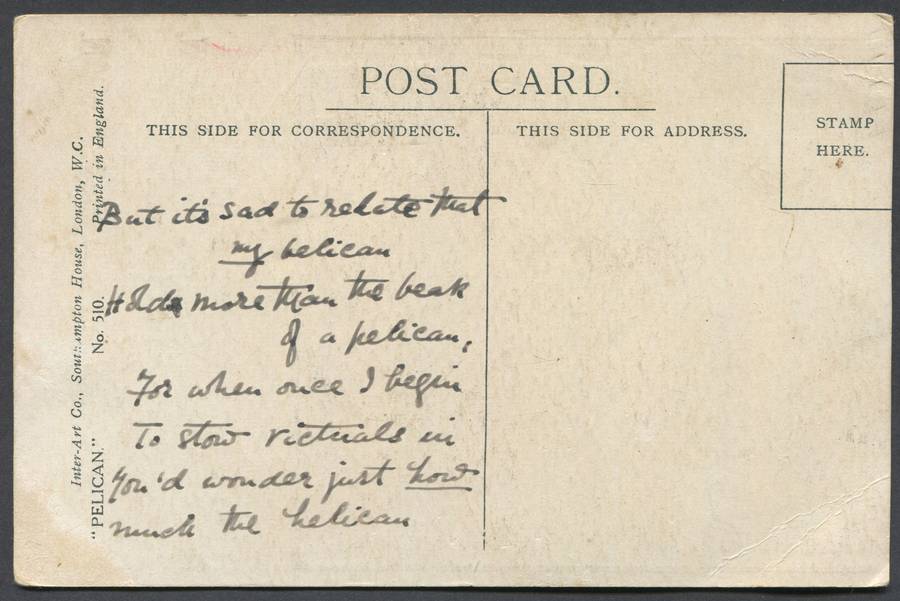 POST CARD.
THIS SIDE FOR CORRESPONDENCE.
THIS SIDE FOR ADDRESS.
STAMP
HERE.
Inter-Art Co., Southampton House, London, W.C.
"PELICAN." No. 510. Printed in England.
But it's sad to relate that
my belican
Holds more than the beak
of a pelican,
For when once I begin
To stow victuals in
You'd wonder just how
much the helican